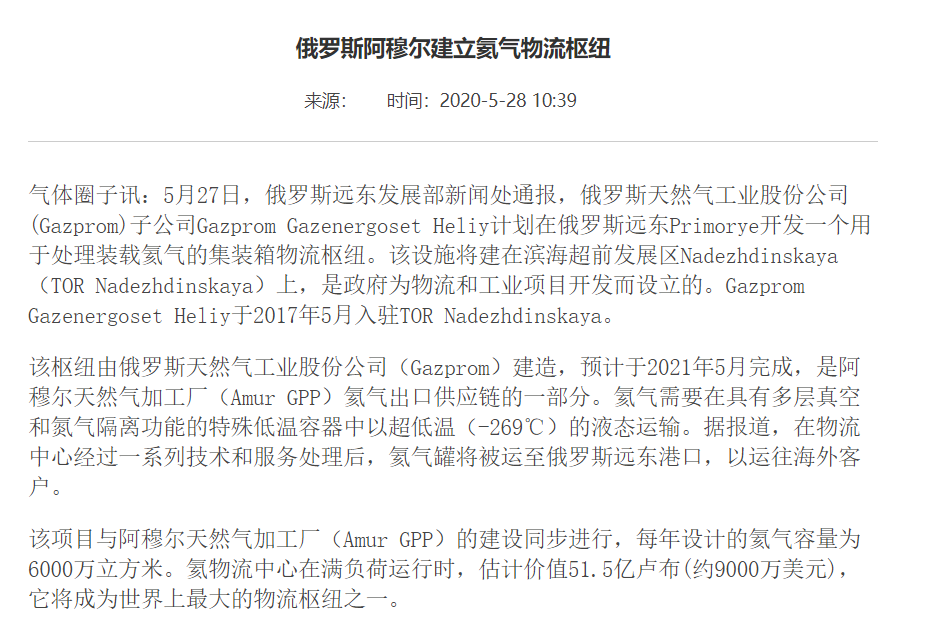 俄罗斯阿穆尔建立氦气物流枢纽
来源： 时间：2020-5-28 10:39
气体圈子讯：5月27日，俄罗斯远东发展部新闻处通报，俄罗斯天然气工业股份公司
(Gazprom)子公司Gazprom Gazenergoset Heliy计划在俄罗斯远东Primorye开发一个用
于处理装载氦气的集装箱物流枢纽。该设施将建在滨海超前发展区Nadezhdinskaya
（TOR Nadezhdinskaya）上，是政府为物流和工业项目开发而设立的。Gazprom
Gazenergoset Heliy于2017年5月入驻TOR Nadezhdinskaya。
该枢纽由俄罗斯天然气工业股份公司（Gazprom）建造，预计于2021年5月完成，是阿
穆尔天然气加工厂（Amur GPP）氦气出口供应链的一部分。氦气需要在具有多层真空
和氮气隔离功能的特殊低温容器中以超低温（-269℃）的液态运输。据报道，在物流
中心经过一系列技术和服务处理后，氦气罐将被运至俄罗斯远东港口，以运往海外客
户。
该项目与阿穆尔天然气加工厂（Amur GPP）的建设同步进行，每年设计的氦气容量为
6000万立方米。氦物流中心在满负荷运行时，估计价值51.5亿卢布(约9000万美元)，
它将成为世界上最大的物流枢纽之一。